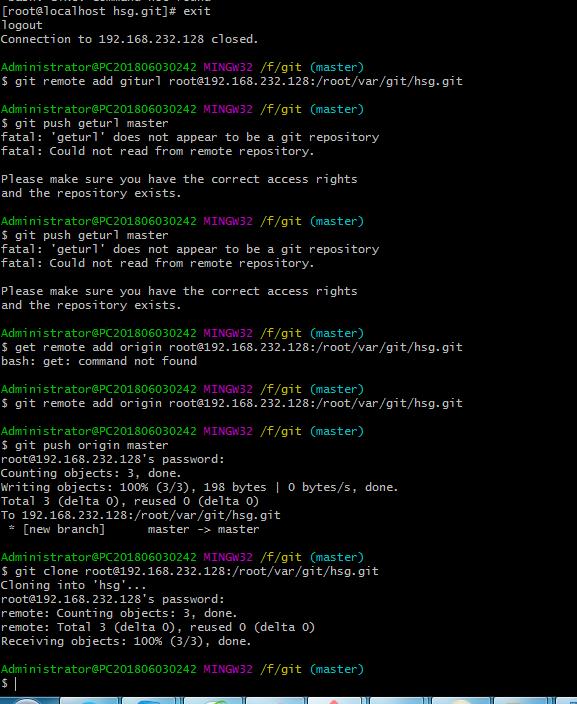 [root@localhost hsg.git]# exit
logout
Connection to 192.168.232.128 closed.
Administrator@PC201806030242 MINGW32 /f/git (master)
$ git remote add giturl root@192.168.232.128:/root/var/git/hsg.git
Administrator@PC201806030242 MINGW32 /f/git (master)
$ git push geturl master
fatal: 'geturl' does not appear to be a git repository
fatal: Could not read from remote repository.
Please make sure you have the correct access rights
and the repository exists.
Administrator@PC201806030242 MINGW32 /f/git (master)
$ git push geturl master
fatal: 'geturl' does not appear to be a git repository
fatal: Could not read from remote repository.
Please make sure you have the correct access rights
and the repository exists.
Administrator@PC201806030242 MINGW32 /f/git (master)
$ get remote add origin root@192.168.232.128:/root/var/git/hsg.git
bash: get: command not found
Administrator@PC201806030242 MINGW32 /f/git (master)
$ git remote add origin root@192.168.232.128:/root/var/git/hsg.git
Administrator@PC201806030242 MINGW32 /f/git (master)
$ git push origin master
root@192.168.232.128's password:
Counting objects: 3, done.
Writing objects: 100% (3/3), 198 bytes | 0 bytes/s, done.
Total 3 (delta 0), reused 0 (delta 0)
To 192.168.232.128:/root/var/git/hsg.git
 * [new branch]      master -> master
Administrator@PC201806030242 MINGW32 /f/git (master)
$ git clone root@192.168.232.128:/root/var/git/hsg.git
Cloning into 'hsg'...
root@192.168.232.128's password:
remote: Counting objects: 3, done.
remote: Total 3 (delta 0), reused 0 (delta 0)
Receiving objects: 100% (3/3), done.
Administrator@PC201806030242 MINGW32 /f/git (master)
$